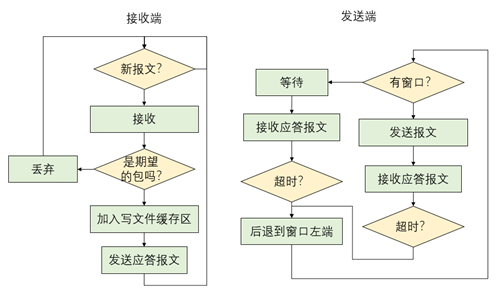 接收端
新报文?
接收
是期望
的包吗?
丢弃
加入写文件缓存区
发送应答报文
发送端
等待
有窗口?
接收应答报文
发送报文
超时?
接收应答报文
后退到窗口左端
超时?